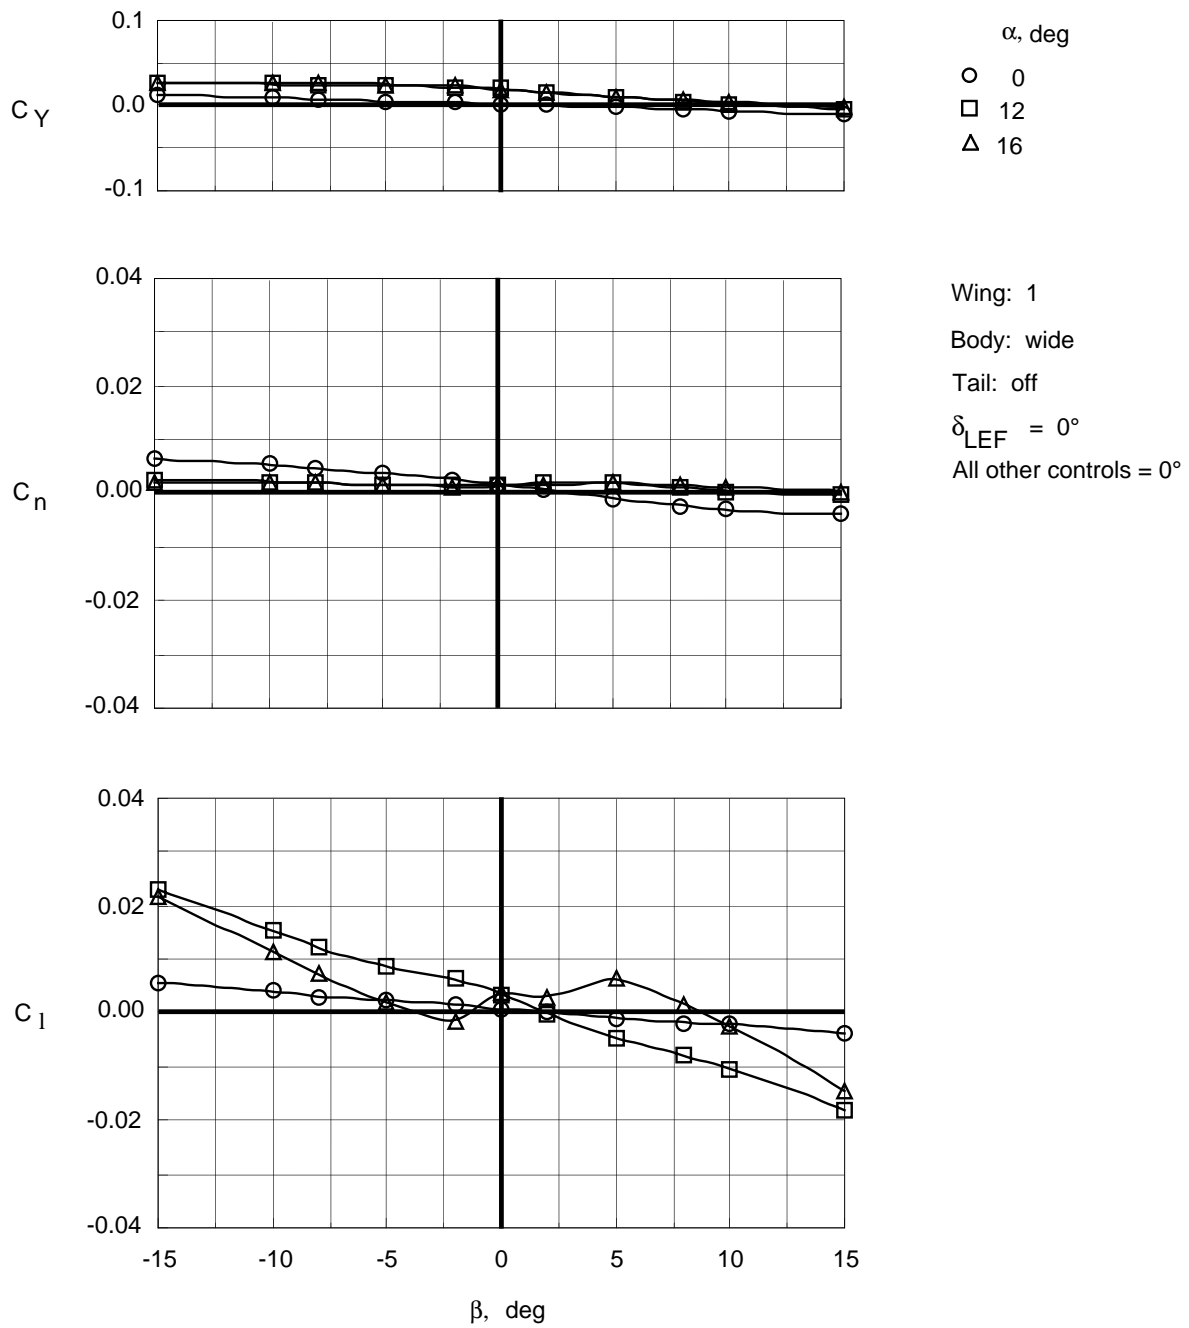 0.1
0.0
-0.1
C Y
α, deg
0
12
16
0.04
0.02
0.00
-0.02
-0.04
C n
Wing: 1
Body: wide
Tail: off
δLEF = 0°
All other controls = 0°
0.04
0.02
0.00
-0.02
-0.04
C l
-15 -10 -5 0 5 10 15
β, deg